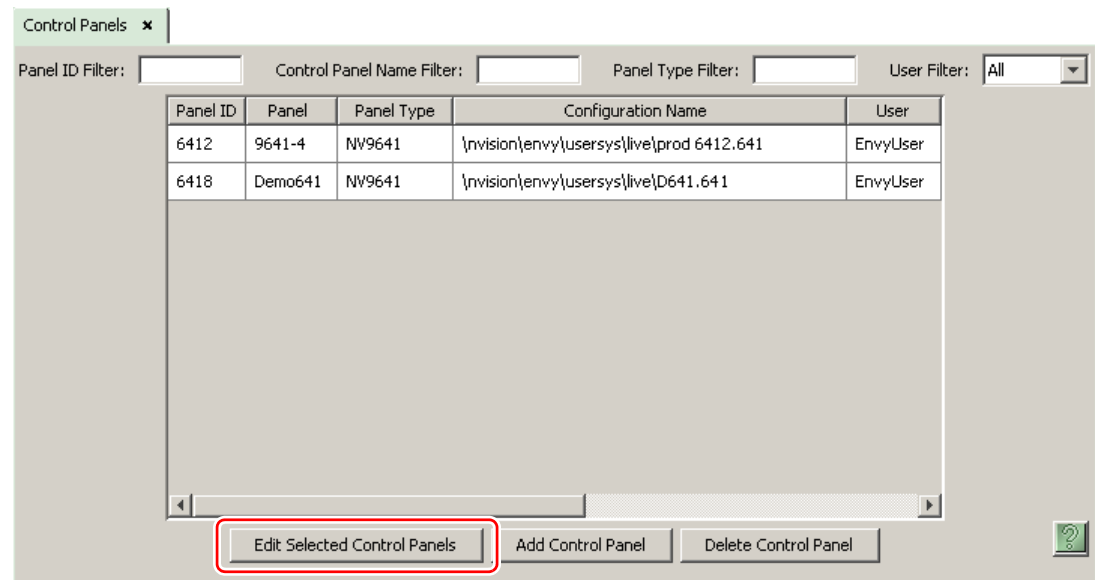 Control Panels ×
Panel ID Filter: Control Panel Name Filter: Panel Type Filter: User Filter: All
Panel ID Panel Panel Type Configuration Name User
6412 9641-4 NV9641 \nvision\envy\usersys\live\prod 6412.641 EnvyUser
6418 Demo641 NV9641 \nvision\envy\usersys\live\D641.641 EnvyUser
Edit Selected Control Panels Add Control Panel Delete Control Panel ?